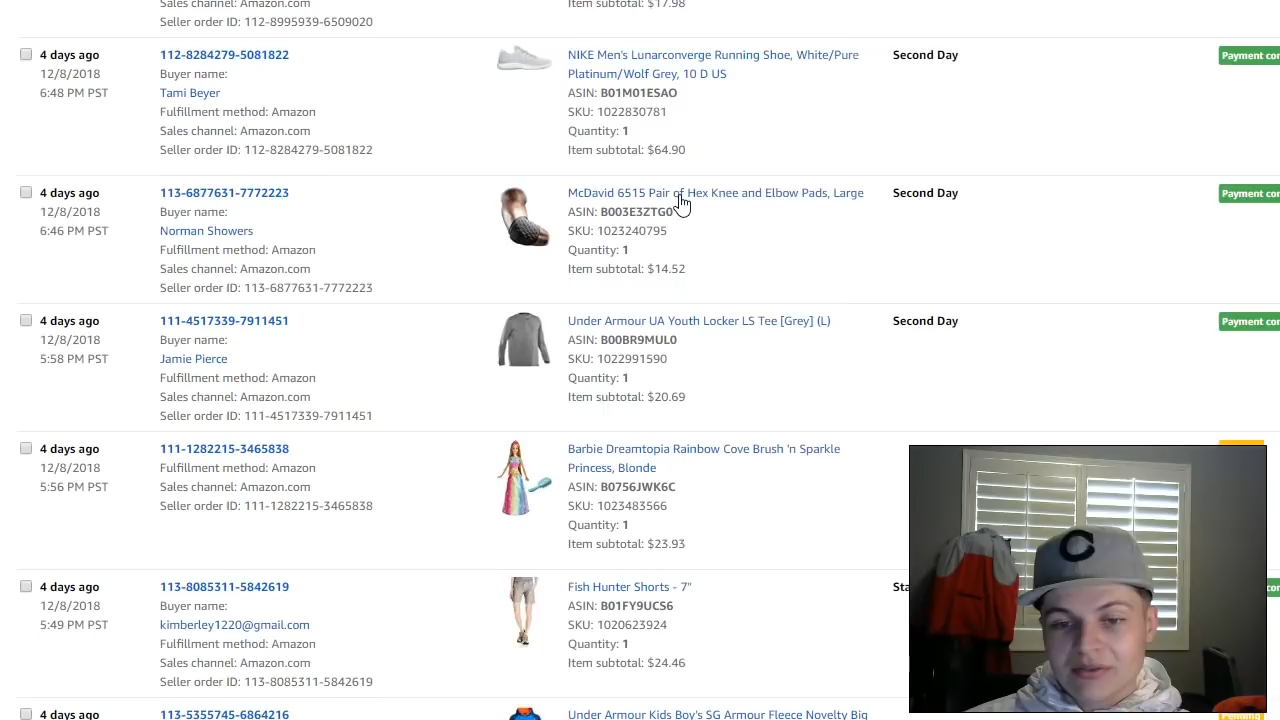 Sales channel: Amazon.com
Seller order ID: 112-8995939-6509020
Item subtotal: $17.98
4 days ago
12/8/2018
6:48 PM PST
112-8284279-5081822
Buyer name:
Tami Beyer
Fulfillment method: Amazon
Sales channel: Amazon.com
Seller order ID: 112-8284279-5081822
NIKE Men's Lunarconverge Running Shoe, White/Pure
Platinum/Wolf Grey, 10 D US
ASIN: B01M01ESAO
SKU: 1022830781
Quantity: 1
Item subtotal: $64.90
Second Day
Payment con
4 days ago
12/8/2018
6:46 PM PST
113-6877631-7772223
Buyer name:
Norman Showers
Fulfillment method: Amazon
Sales channel: Amazon.com
Seller order ID: 113-6877631-7772223
McDavid 6515 Pair of Hex Knee and Elbow Pads, Large
ASIN: B003E3ZTG0
SKU: 1023240795
Quantity: 1
Item subtotal: $14.52
Second Day
Payment con
4 days ago
12/8/2018
5:58 PM PST
111-4517339-7911451
Buyer name:
Jamie Pierce
Fulfillment method: Amazon
Sales channel: Amazon.com
Seller order ID: 111-4517339-7911451
Under Armour UA Youth Locker LS Tee [Grey] (L)
ASIN: B00BR9MUL0
SKU: 1022991590
Quantity: 1
Item subtotal: $20.69
Second Day
Payment con
4 days ago
12/8/2018
5:56 PM PST
111-1282215-3465838
Fulfillment method: Amazon
Sales channel: Amazon.com
Seller order ID: 111-1282215-3465838
Barbie Dreamtopia Rainbow Cove Brush 'n Sparkle
Princess, Blonde
ASIN: B0756JWK6C
SKU: 1023483566
Quantity: 1
Item subtotal: $23.93
4 days ago
12/8/2018
5:49 PM PST
113-8085311-5842619
Buyer name:
kimberley1220@gmail.com
Fulfillment method: Amazon
Sales channel: Amazon.com
Seller order ID: 113-8085311-5842619
Fish Hunter Shorts - 7"
ASIN: B01FY9UCS6
SKU: 1020623924
Quantity: 1
Item subtotal: $24.46
Sta
con
C
4 days ago
113-5355745-6864216
Under Armour Kids Boy's SG Armour Fleece Novelty Big